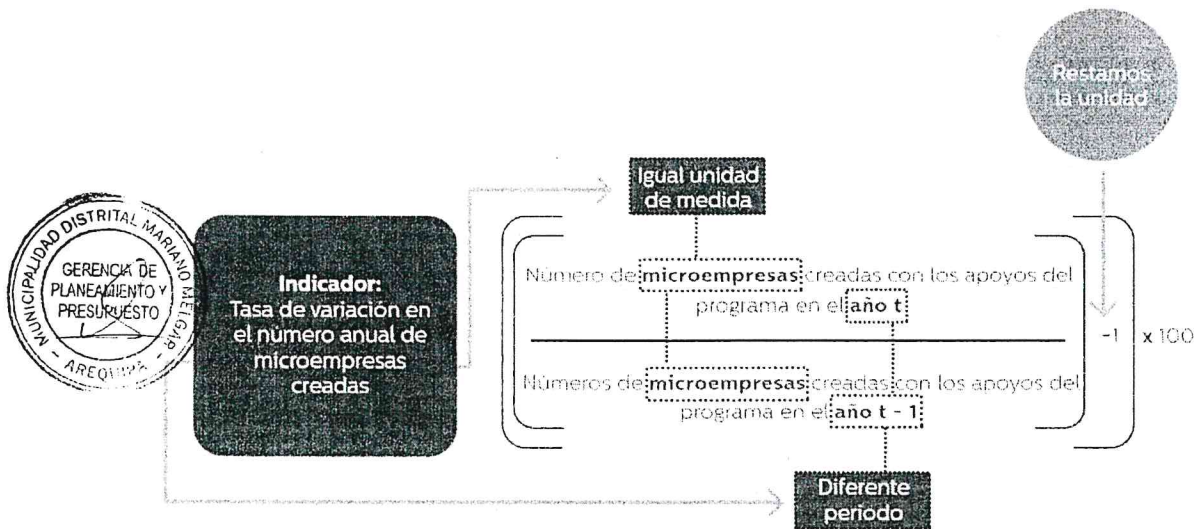 Restamos
la unidad
Igual unidad
de medida
MUNICIPALIDAD DISTRITAL MARIANO MELGAR
GERENCIA DE
PLANEAMIENTO Y
PRESUPUESTO
- AREQUIPA -
Indicador:
Tasa de variación en
el número anual de
microempresas
creadas
Número de microempresas creadas con los apoyos del
programa en el año t
-1 x 100
Números de microempresas creadas con los apoyos del
programa en el año t - 1
Diferente
periodo